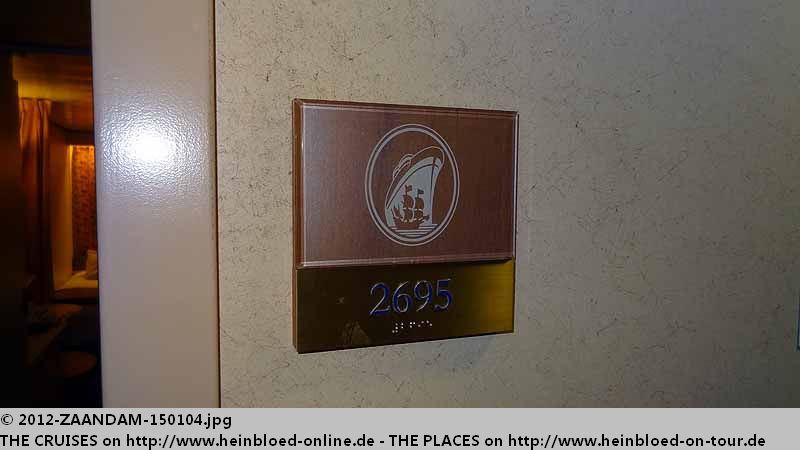 2695
© 2012-ZAANDAM-150104.jpg
THE CRUISES on http://www.heinbloed-online.de - THE PLACES on http://www.heinbloed-on-tour.de